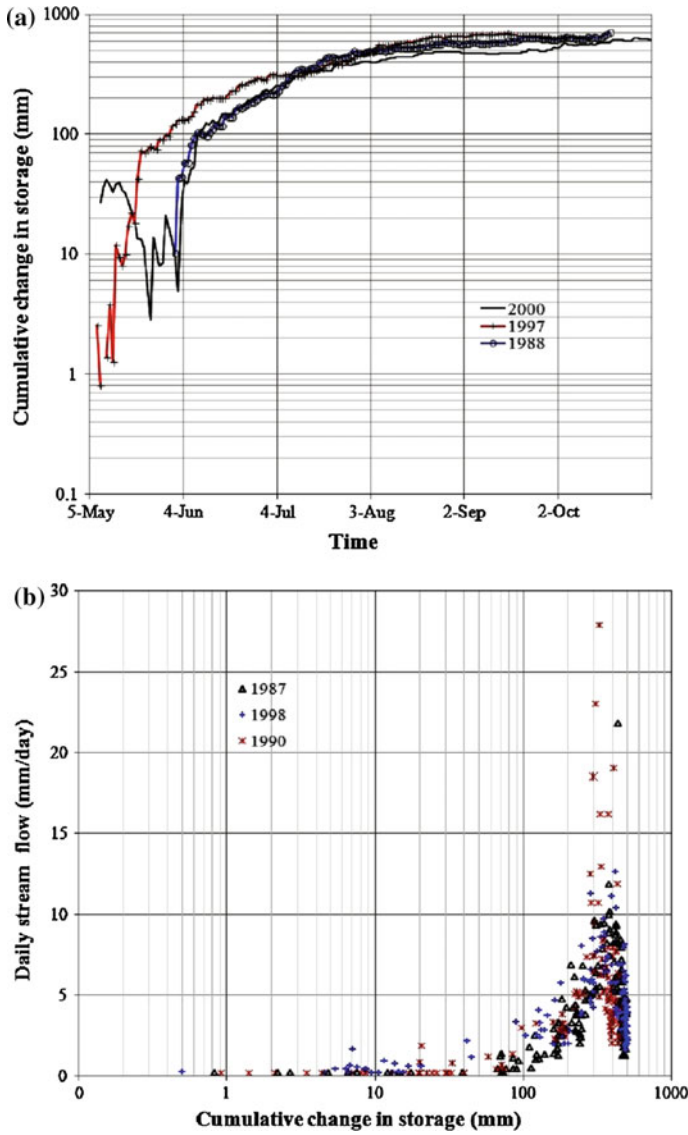 (a)
1000
100
10
1
0.1
Cumulative change in storage (mm)
2000
1997
1988
5-May 4-Jun 4-Jul 3-Aug 2-Sep 2-Oct
Time
(b)
30
25
20
15
10
5
0
Daily stream flow (mm/day)
1987
1998
1990
0 1 10 100 1000
Cumulative change in storage (mm)